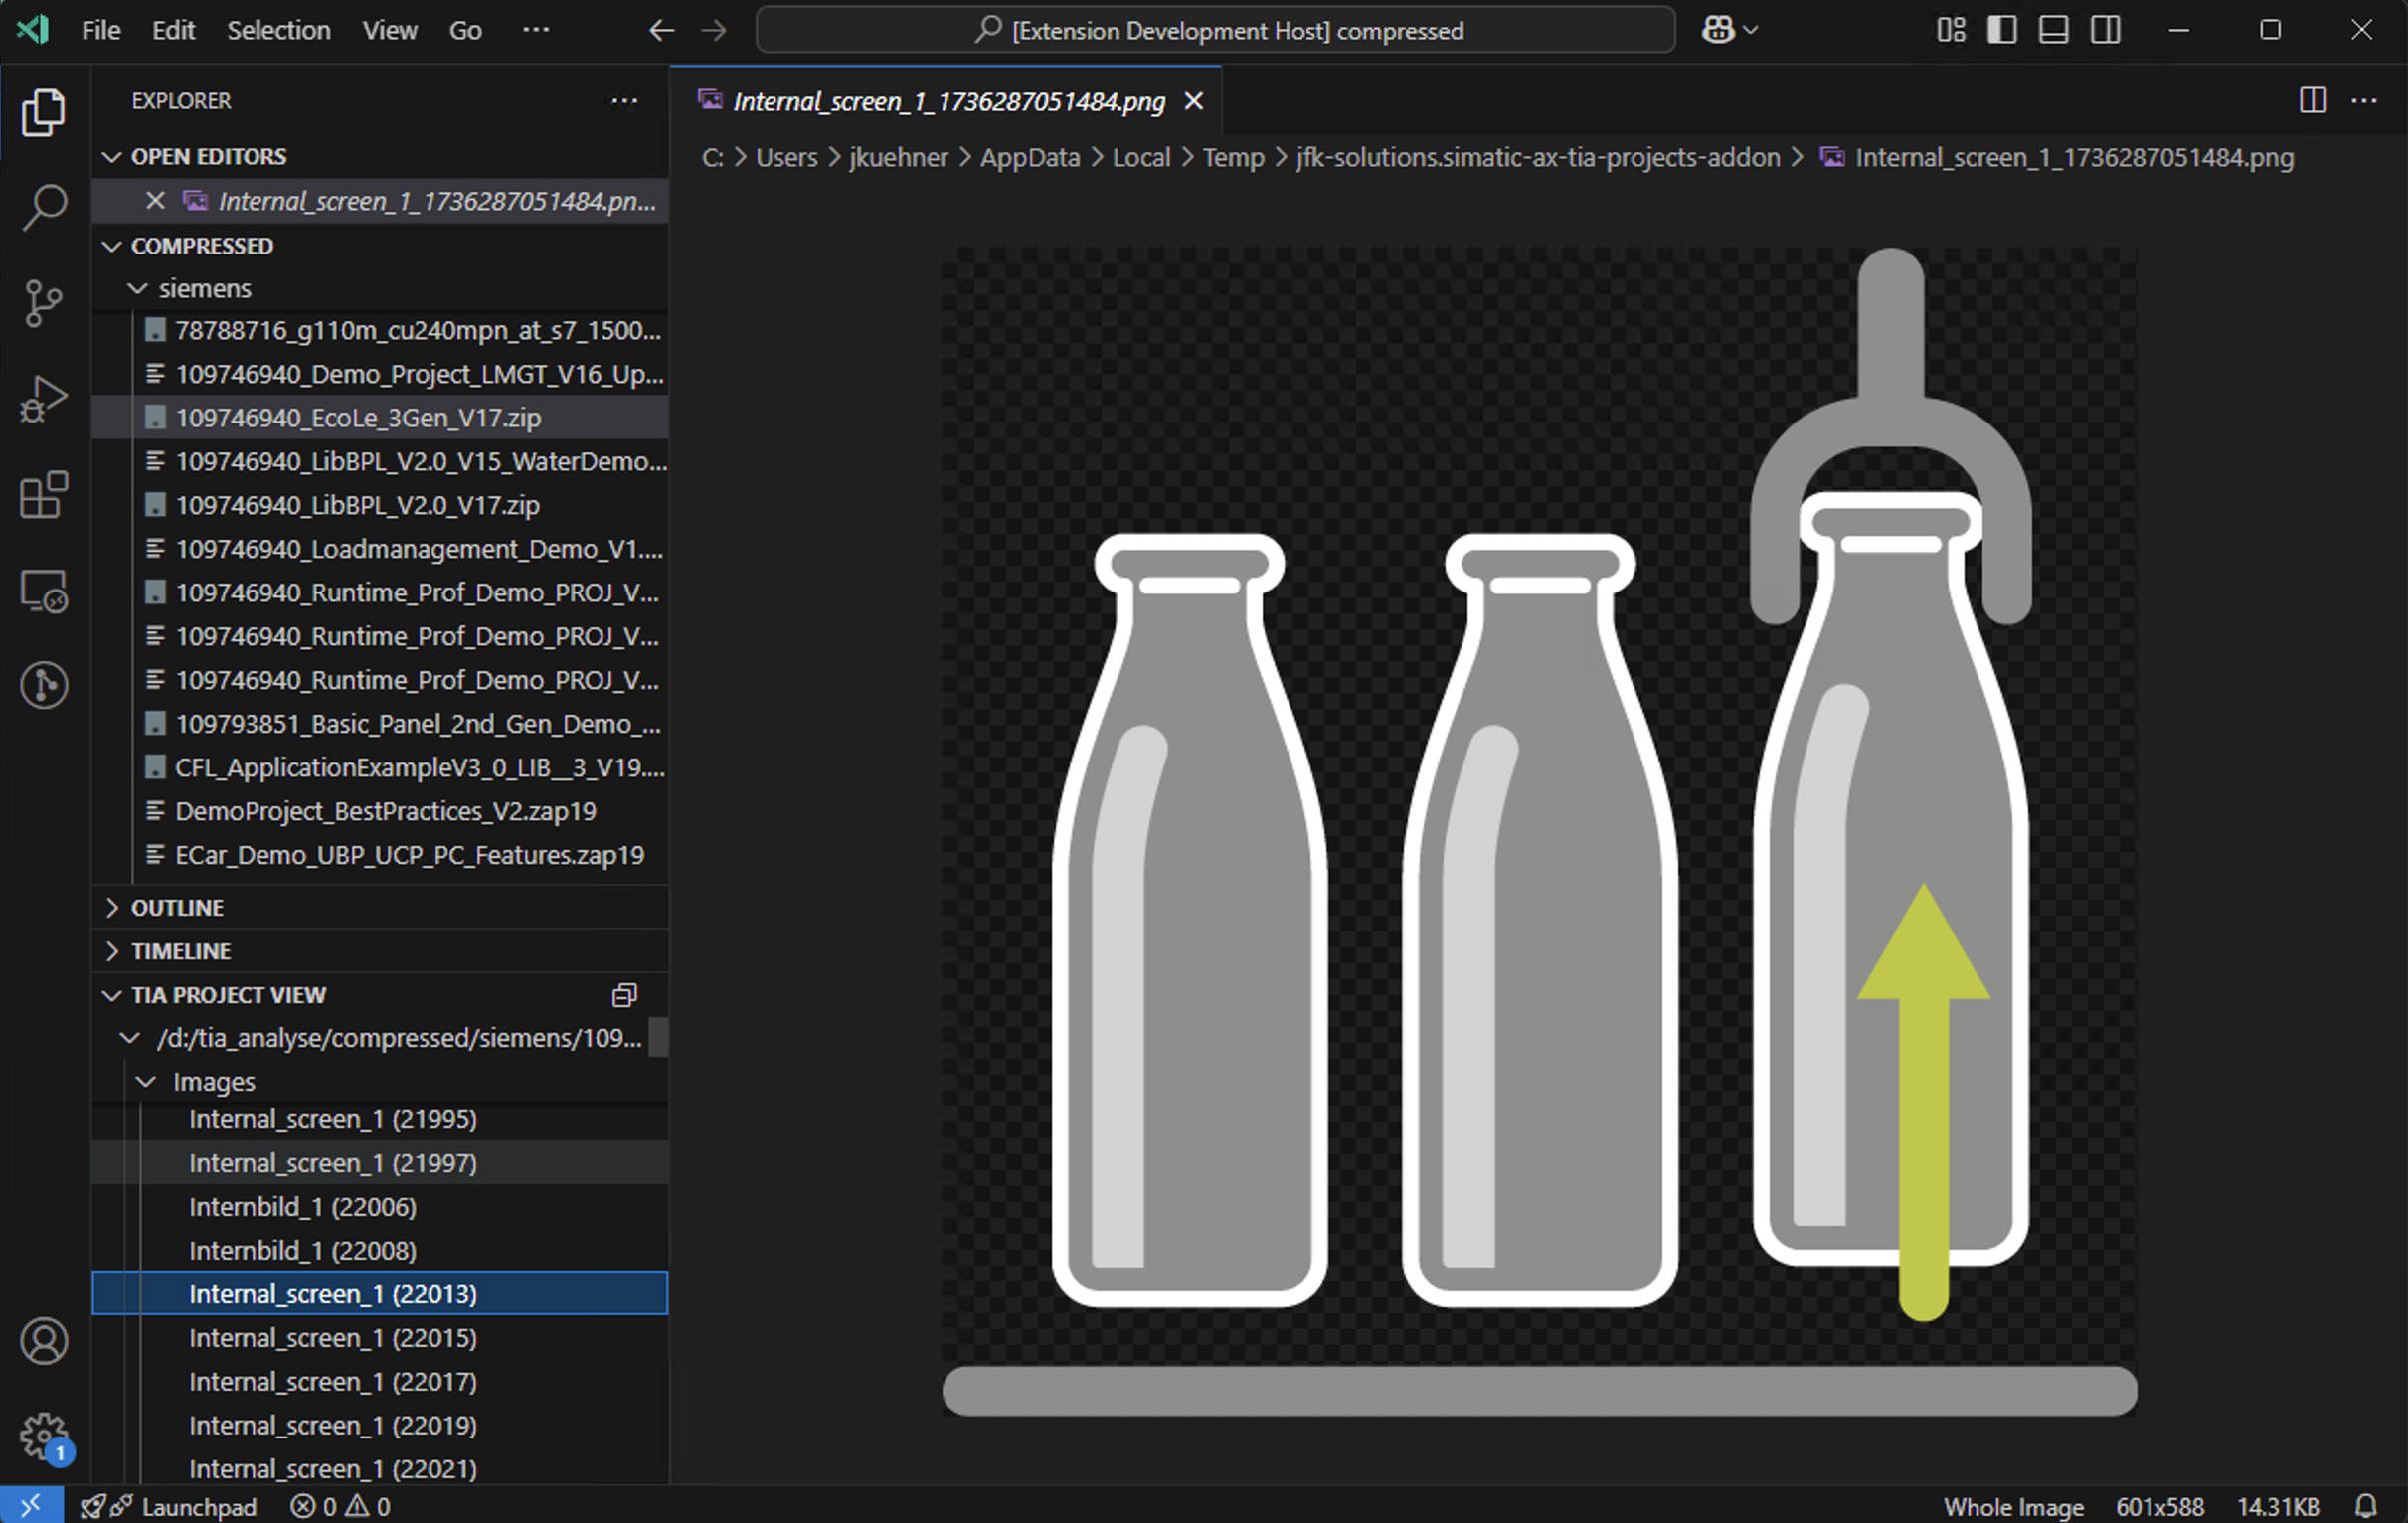 File Edit Selection View Go ···
[Extension Development Host] compressed
EXPLORER
OPEN EDITORS
Internal_screen_1_1736287051484.pn...
COMPRESSED
siemens
78788716_g110m_cu240mpn_at_s7_1500...
109746940_Demo_Project_LMGT_V16_Up...
109746940_EcoLe_3Gen_V17.zip
109746940_LibBPL_V2.0_V15_WaterDemo...
109746940_LibBPL_V2.0_V17.zip
109746940_Loadmanagement_Demo_V1....
109746940_Runtime_Prof_Demo_PROJ_V...
109746940_Runtime_Prof_Demo_PROJ_V...
109746940_Runtime_Prof_Demo_PROJ_V...
109793851_Basic_Panel_2nd_Gen_Demo_...
CFL_ApplicationExampleV3_0_LIB__3_V19....
DemoProject_BestPractices_V2.zap19
ECar_Demo_UBP_UCP_PC_Features.zap19
OUTLINE
TIMELINE
TIA PROJECT VIEW
/d:/tia_analyse/compressed/siemens/109...
Images
Internal_screen_1 (21995)
Internal_screen_1 (21997)
Internbild_1 (22006)
Internbild_1 (22008)
Internal_screen_1 (22013)
Internal_screen_1 (22015)
Internal_screen_1 (22017)
Internal_screen_1 (22019)
Internal_screen_1 (22021)
1
Internal_screen_1_1736287051484.png
C: > Users > jkuehner > AppData > Local > Temp > jfk-solutions.simatic-ax-tia-projects-addon > Internal_screen_1_1736287051484.png
Launchpad 0 0
Whole Image 601x588 14.31KB